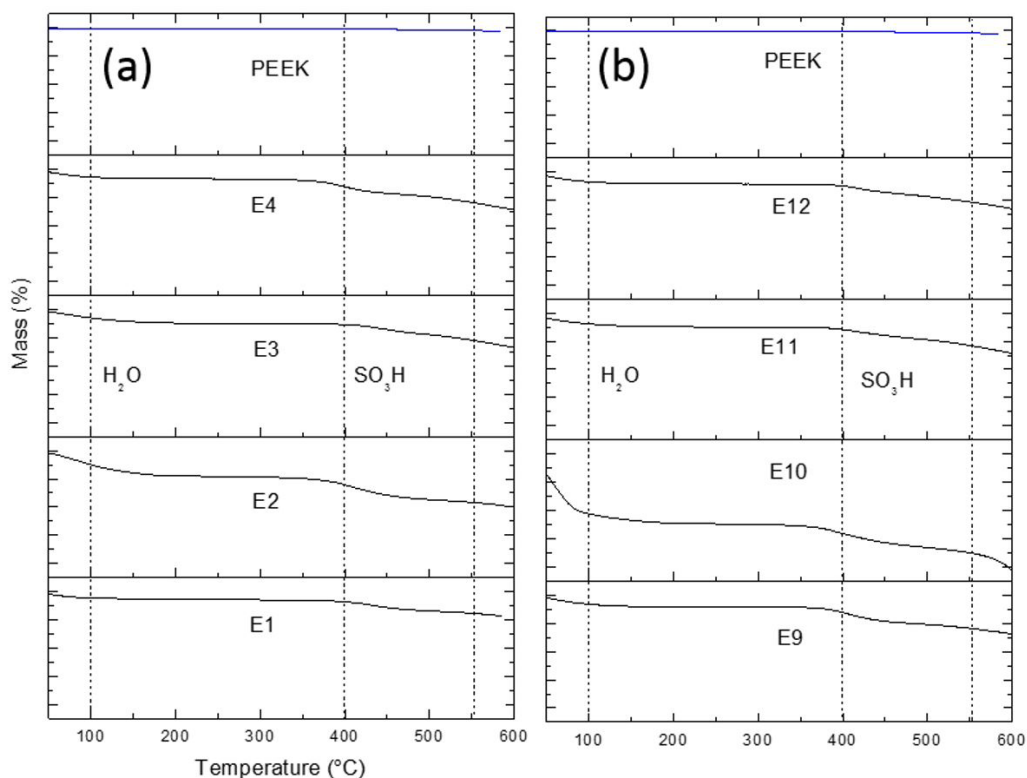 (a)
PEEK
E4
E3
H₂O
SO₃H
E2
E1
Mass (%)
100 200 300 400 500 600
Temperature (°C)
(b)
PEEK
E12
E11
H₂O
SO₃H
E10
E9
100 200 300 400 500 600